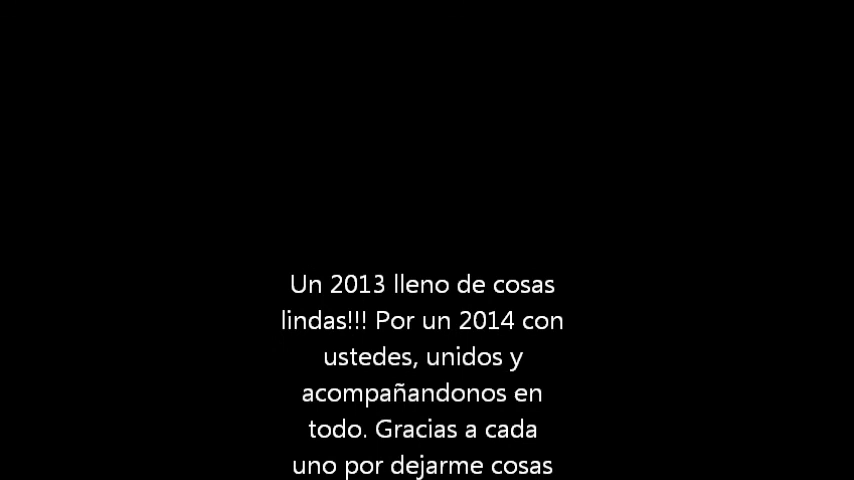 Un 2013 lleno de cosas
lindas!!! Por un 2014 con
ustedes, unidos y
acompañandonos en
todo. Gracias a cada
uno por dejarme cosas